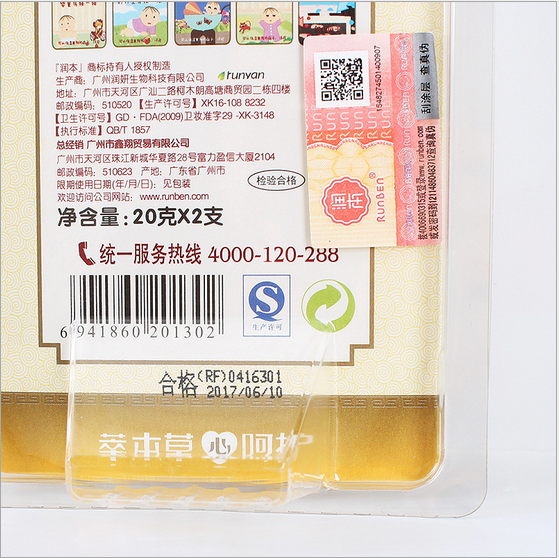 『润本』商标持有人授权制造
生产商：广州润妍生物科技有限公司
runvan
地址：广州市天河区广汕二路柯木朗高塘商贸园二栋四楼
邮政编码：510520 【生产许可证】XK16-108 8232
【卫生许可证】GD·FDA(2009)卫妆准字29-XK-3148
【执行标准】QB/T 1857
总经销 广州市鑫翔贸易有限公司
广州市天河区珠江新城华夏路28号富力盈信大厦2104
邮政编码：510623 产地：广东省广州市
限期使用日期(年/月/日)：见包装
欢迎访问公司网站：www.runben.com
检验合格
净含量：20克X2支
统一服务热线 4000-120-288
6 941860 201302
QS
生产许可
合格(RF)0416301
2017/06/10
萃本草 心 呵护
1548274501400907
刮涂层 查真伪
RUNBEN
润本